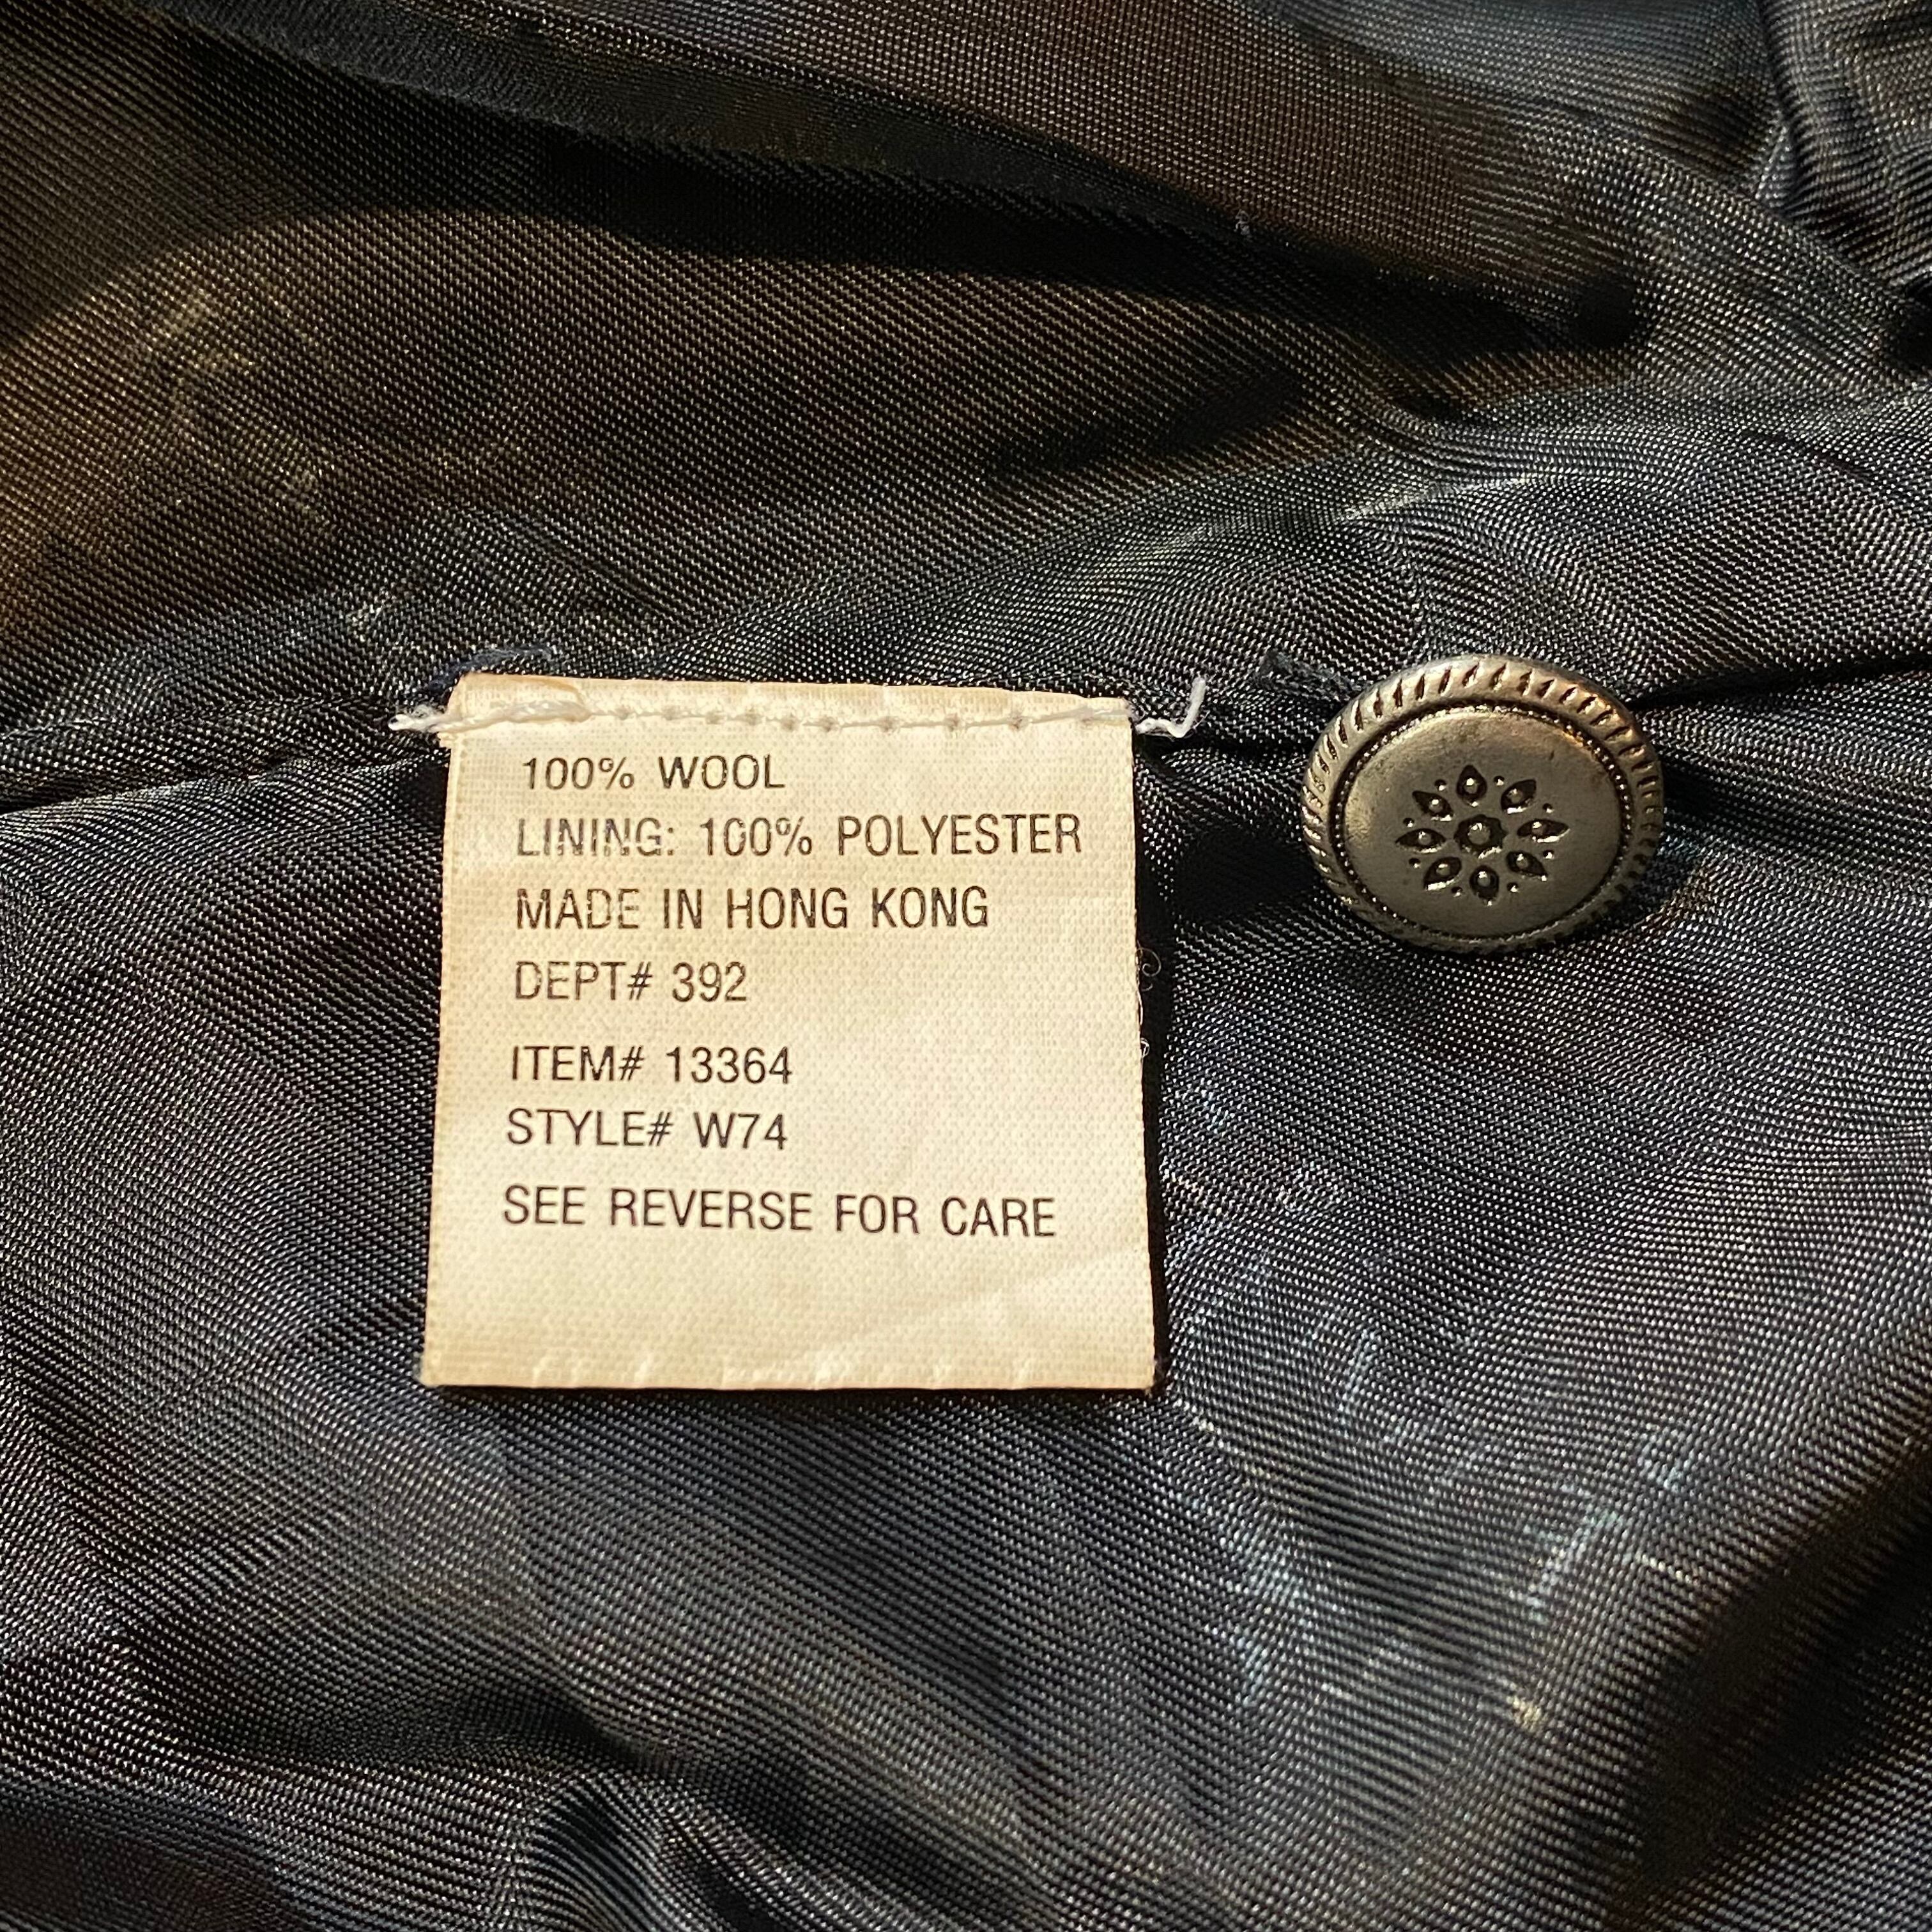 100% WOOL
LINING: 100% POLYESTER
MADE IN HONG KONG
DEPT# 392
ITEM# 13364
STYLE# W74
SEE REVERSE FOR CARE